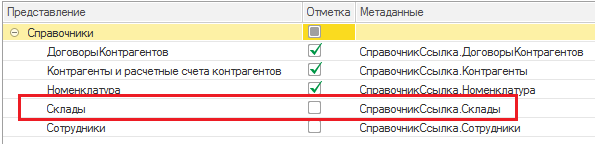 Представление Отметка Метаданные
Справочники
ДоговорыКонтрагентов СправочникСсылка.ДоговорыКонтрагентов
Контрагенты и расчетные счета контрагентов СправочникСсылка.Контрагенты
Номенклатура СправочникСсылка.Номенклатура
Склады СправочникСсылка.Склады
Сотрудники СправочникСсылка.Сотрудники